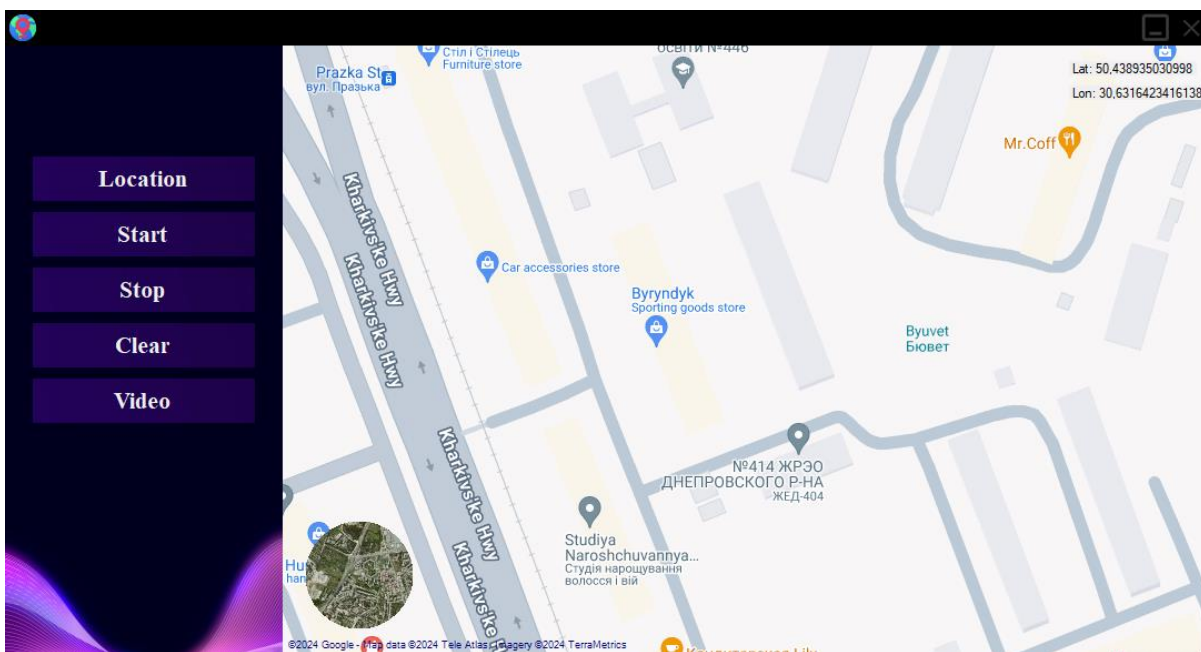 Location
Start
Stop
Clear
Video
Стіл і Стілець
Furniture store
освіти №446
Lat: 50,438935030998
Lon: 30,6316423416138
Prazka St
вул. Празька
Mr.Coff
Kharkivs'ke Hwy
Kharkivs'ke Hwy
Car accessories store
Byryndyk
Sporting goods store
Byuvet
Бювет
Kharkivs'ke Hwy
№414 ЖРЭО
ДНЕПРОВСКОГО Р-НА
ЖЕД-404
Studiya
Naroshchuvannya...
Студія нарощування
волосся і вій
Kharkivs'ke Hwy
Hu
han
©2024 Google - Map data ©2024 Tele Atlas, Imagery ©2024 TerraMetrics